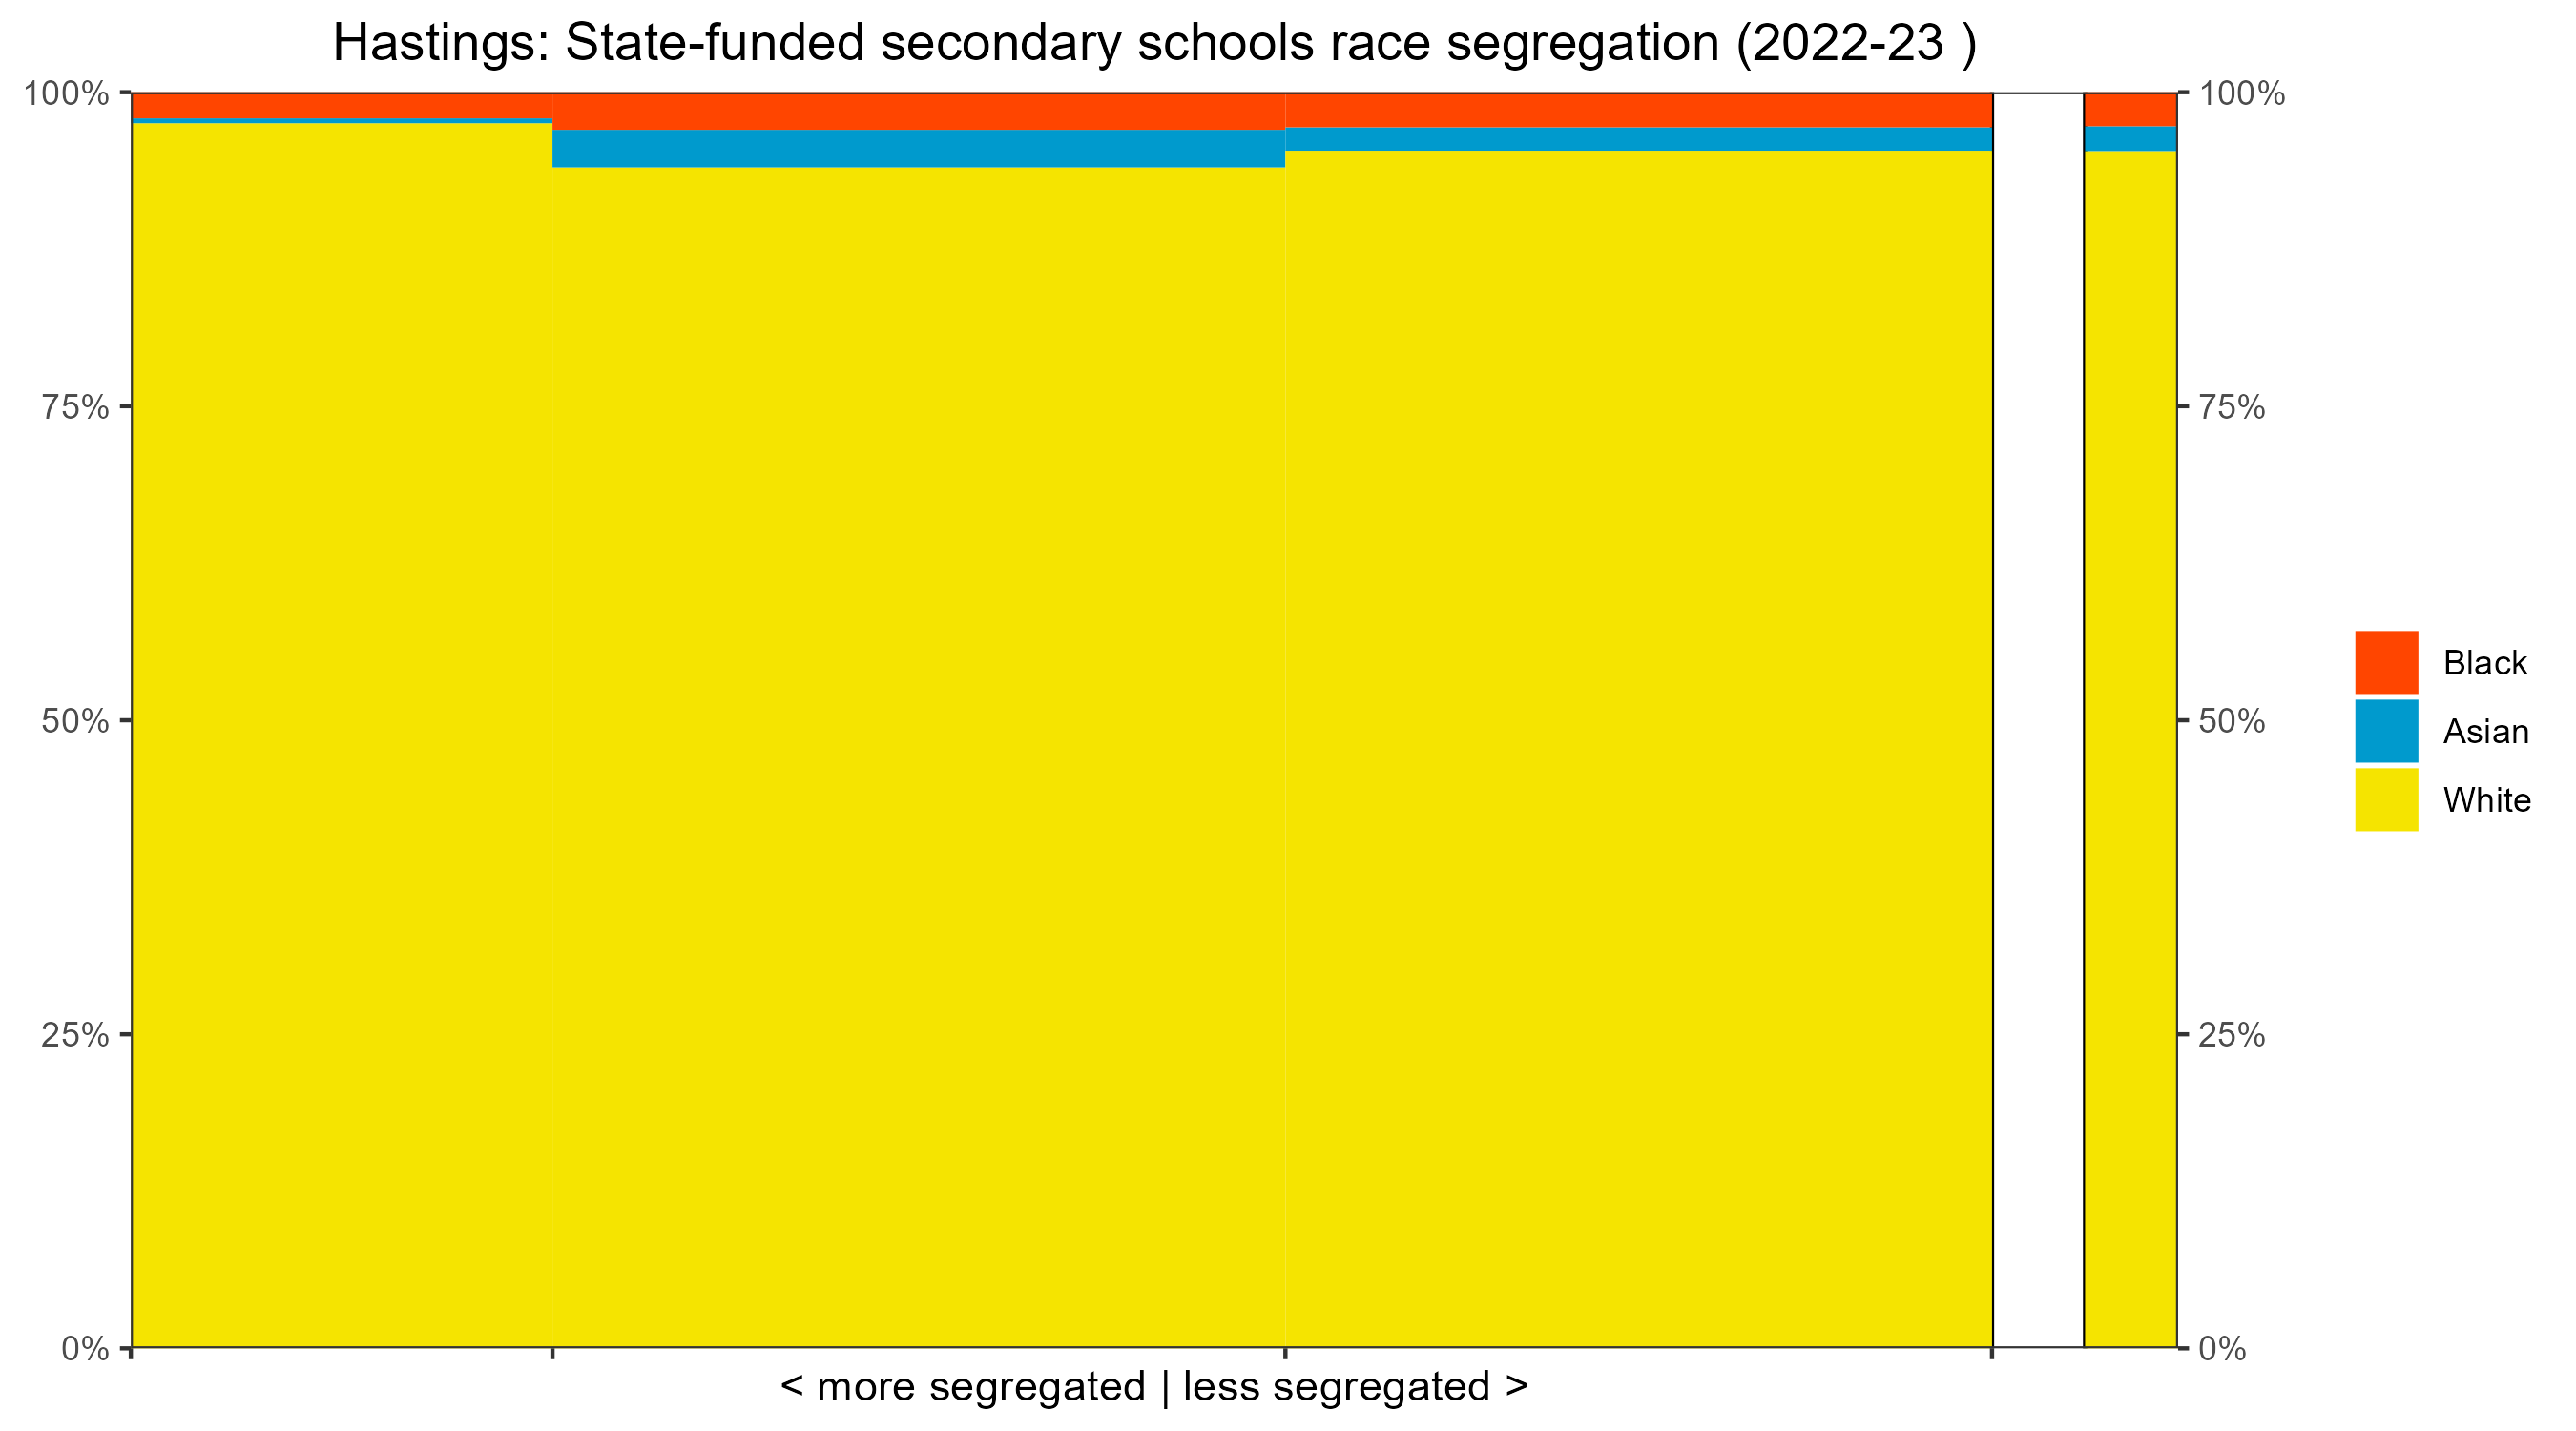 Hastings: State-funded secondary schools race segregation (2022-23 )
100%
75%
50%
25%
0%
100%
75%
50%
25%
0%
< more segregated | less segregated >
Black
Asian
White